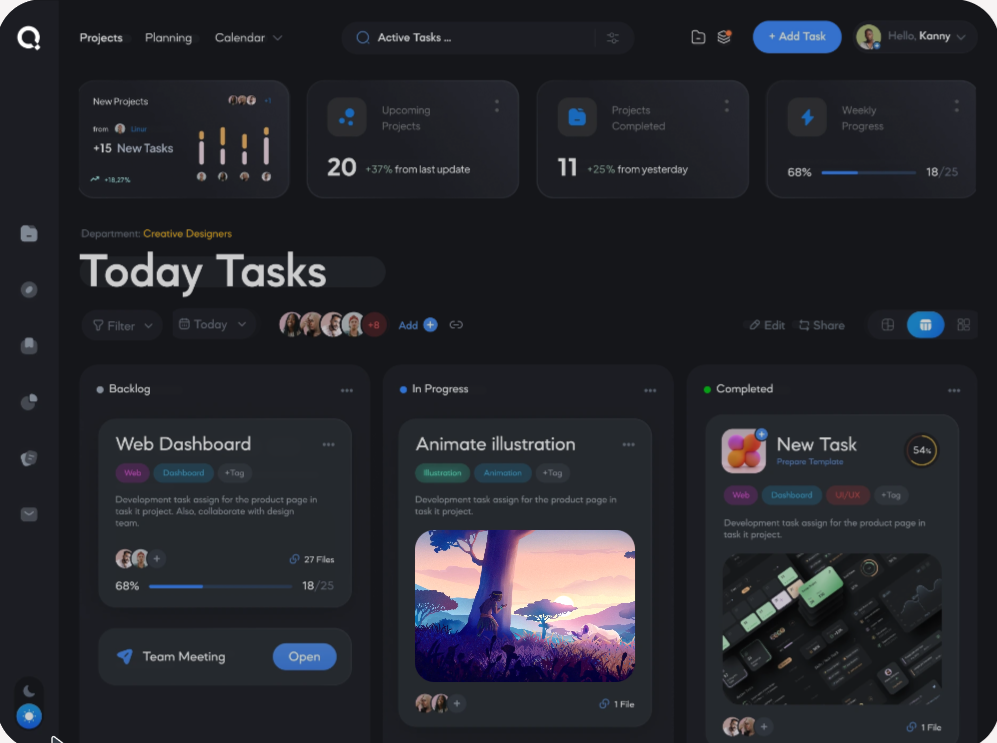 Projects Planning Calendar
Active Tasks ...
+ Add Task
Hello, Kanny
New Projects
+1
from Linar
+15 New Tasks
+18,27%
Upcoming
Projects
20 +37% from last update
Projects
Completed
11 +25% from yesterday
Weekly
Progress
68% 18/25
Department: Creative Designers
Today Tasks
Filter
Today
+8
Add
Edit
Share
Backlog
Web Dashboard
Web Dashboard +Tag
Development task assign for the product page in
task it project. Also, collaborate with design
team.
+
27 Files
68% 18/25
Team Meeting
Open
In Progress
Animate illustration
Illustration Animation +Tag
Development task assign for the product page in
task it project.
+
1 File
Completed
New Task
Prepare Template
54%
Web Dashboard UI/UX +Tag
Development task assign for the product page in
task it project.
+
1 File